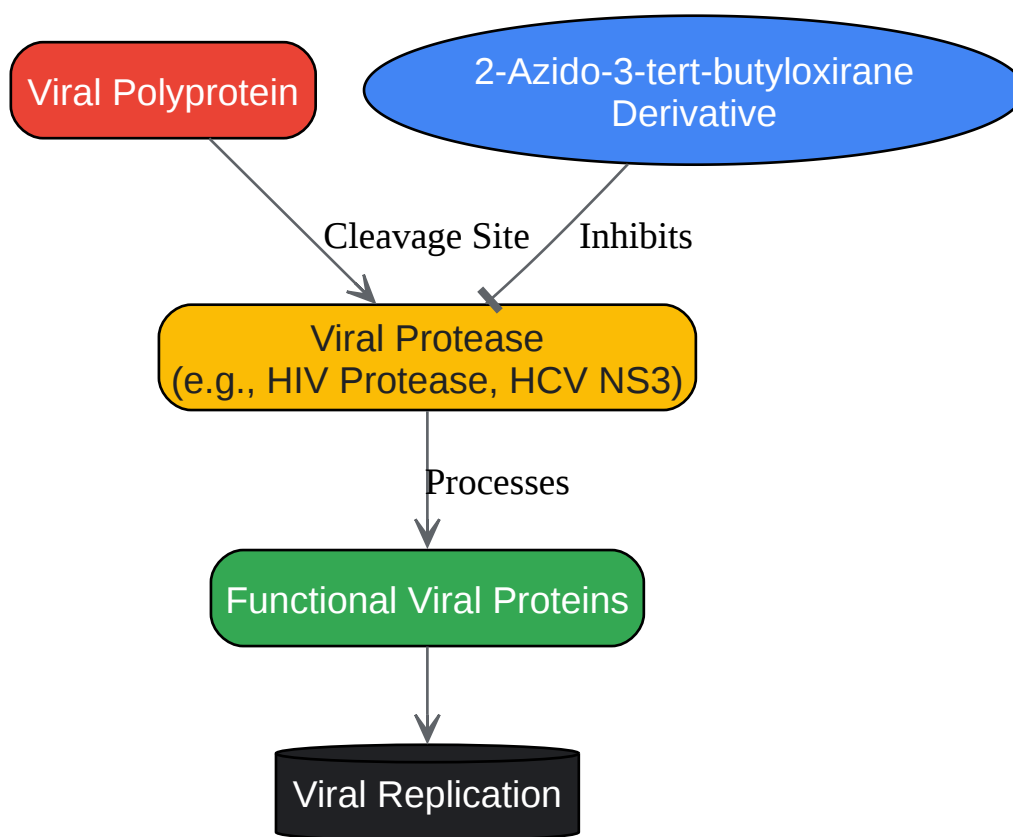 Viral Polyprotein
2-Azido-3-tert-butyloxirane
Derivative
Cleavage Site
Inhibits
Viral Protease
(e.g., HIV Protease, HCV NS3)
Processes
Functional Viral Proteins
Viral Replication